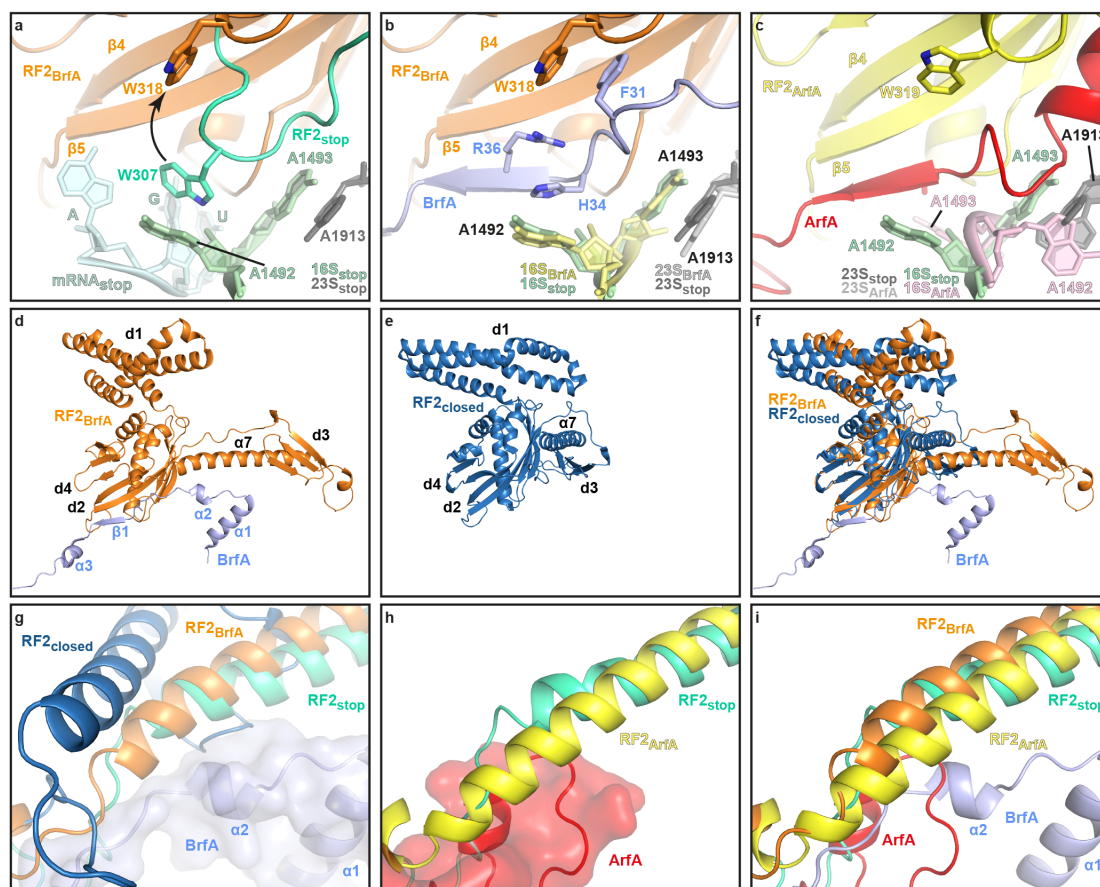 a
β4
RF2BrfA
W318
RF2stop
β5
W307
A1493
G
A
U
A1913
A1492
mRNAstop
16Sstop
23Sstop
b
β4
RF2BrfA
W318
F31
R36
β5
A1493
BrfA
H34
A1492
A1913
16SBrfA
16Sstop
23SBrfA
23Sstop
c
β4
RF2ArfA
W319
A1913
β5
A1493
A1493
ArfA
A1492
23Sstop
23SArfA
16Sstop
16SArfA
A1492
d
d1
RF2BrfA
α7
d3
d4
d2
α2
β1
α1
α3
BrfA
e
d1
RF2closed
α7
d4
d3
d2
f
RF2BrfA
RF2closed
BrfA
g
RF2closed
RF2BrfA
RF2stop
α2
BrfA
α1
h
RF2stop
RF2ArfA
ArfA
i
RF2BrfA
RF2stop
RF2ArfA
BrfA
α2
ArfA
α1